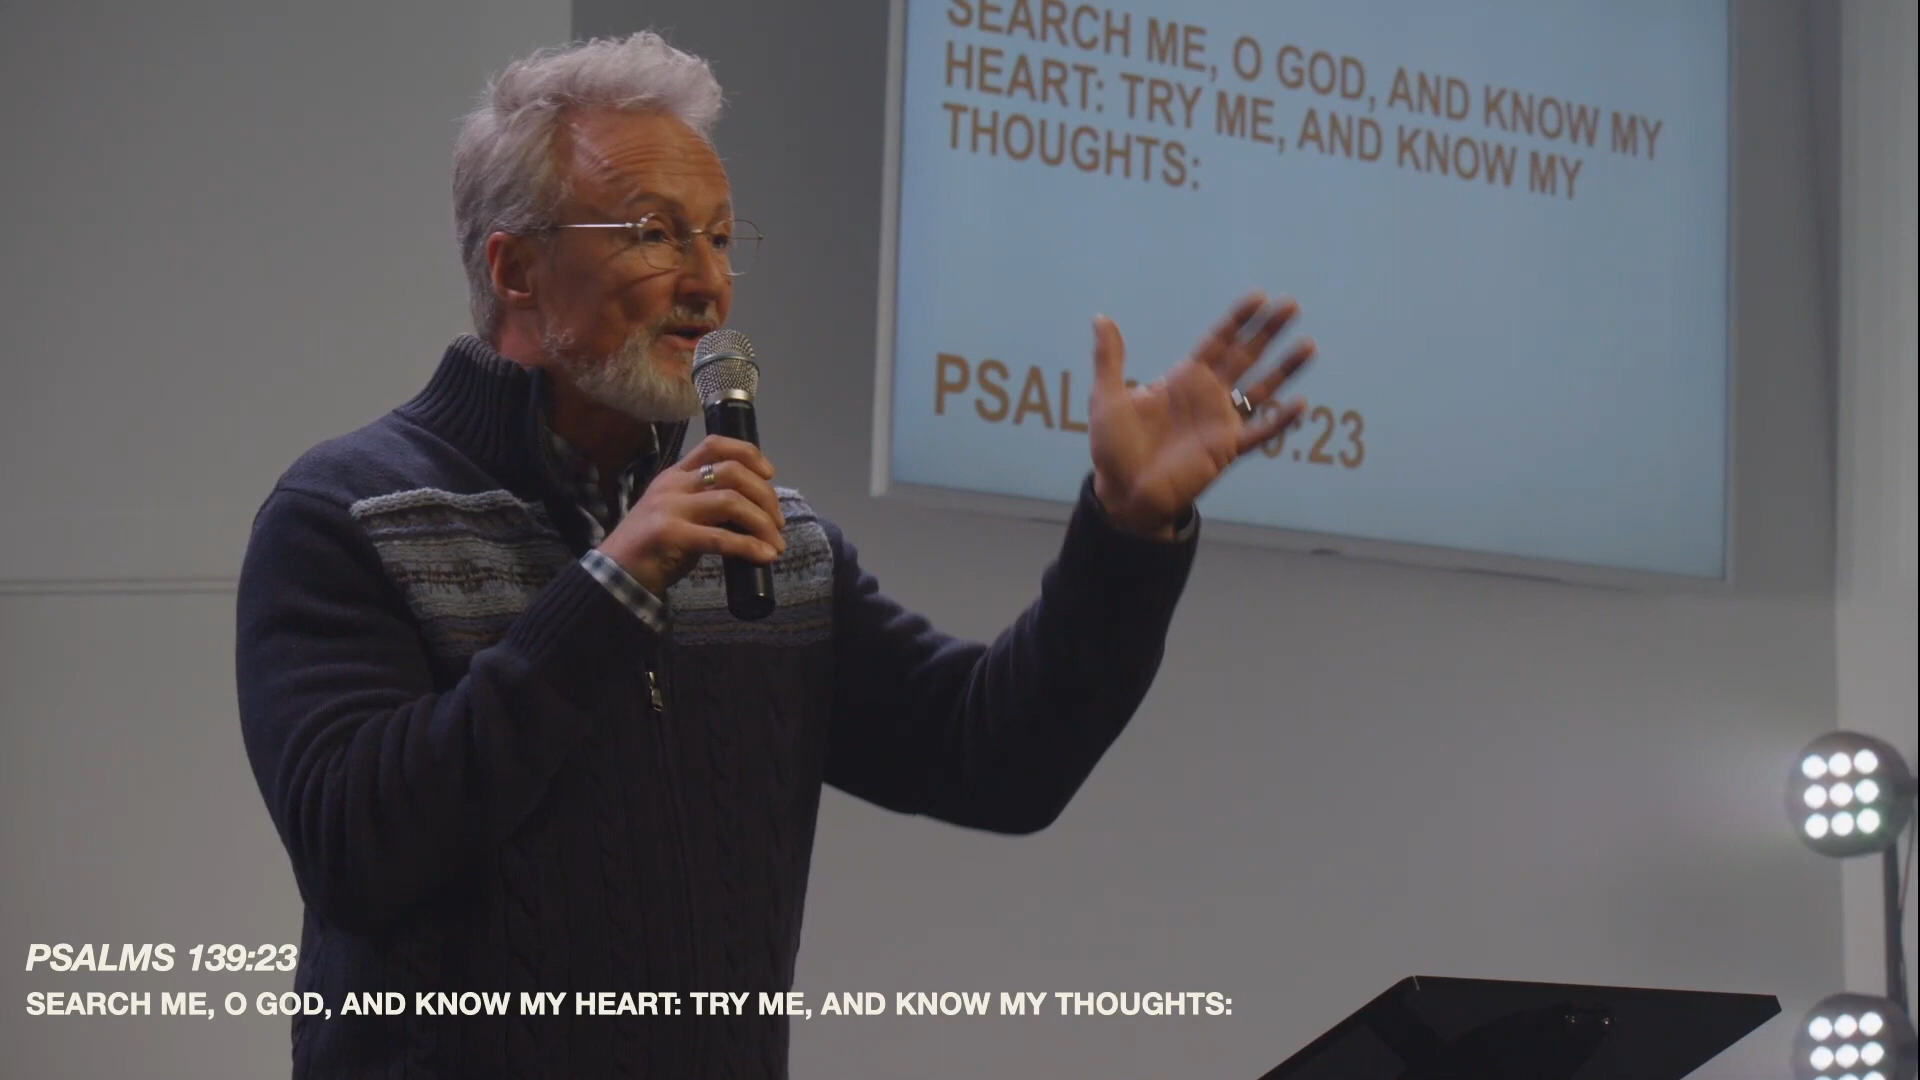 SEARCH ME, O GOD, AND KNOW MY
HEART: TRY ME, AND KNOW MY
THOUGHTS:
:23
PSALMS 139:23
SEARCH ME, O GOD, AND KNOW MY HEART: TRY ME, AND KNOW MY THOUGHTS: